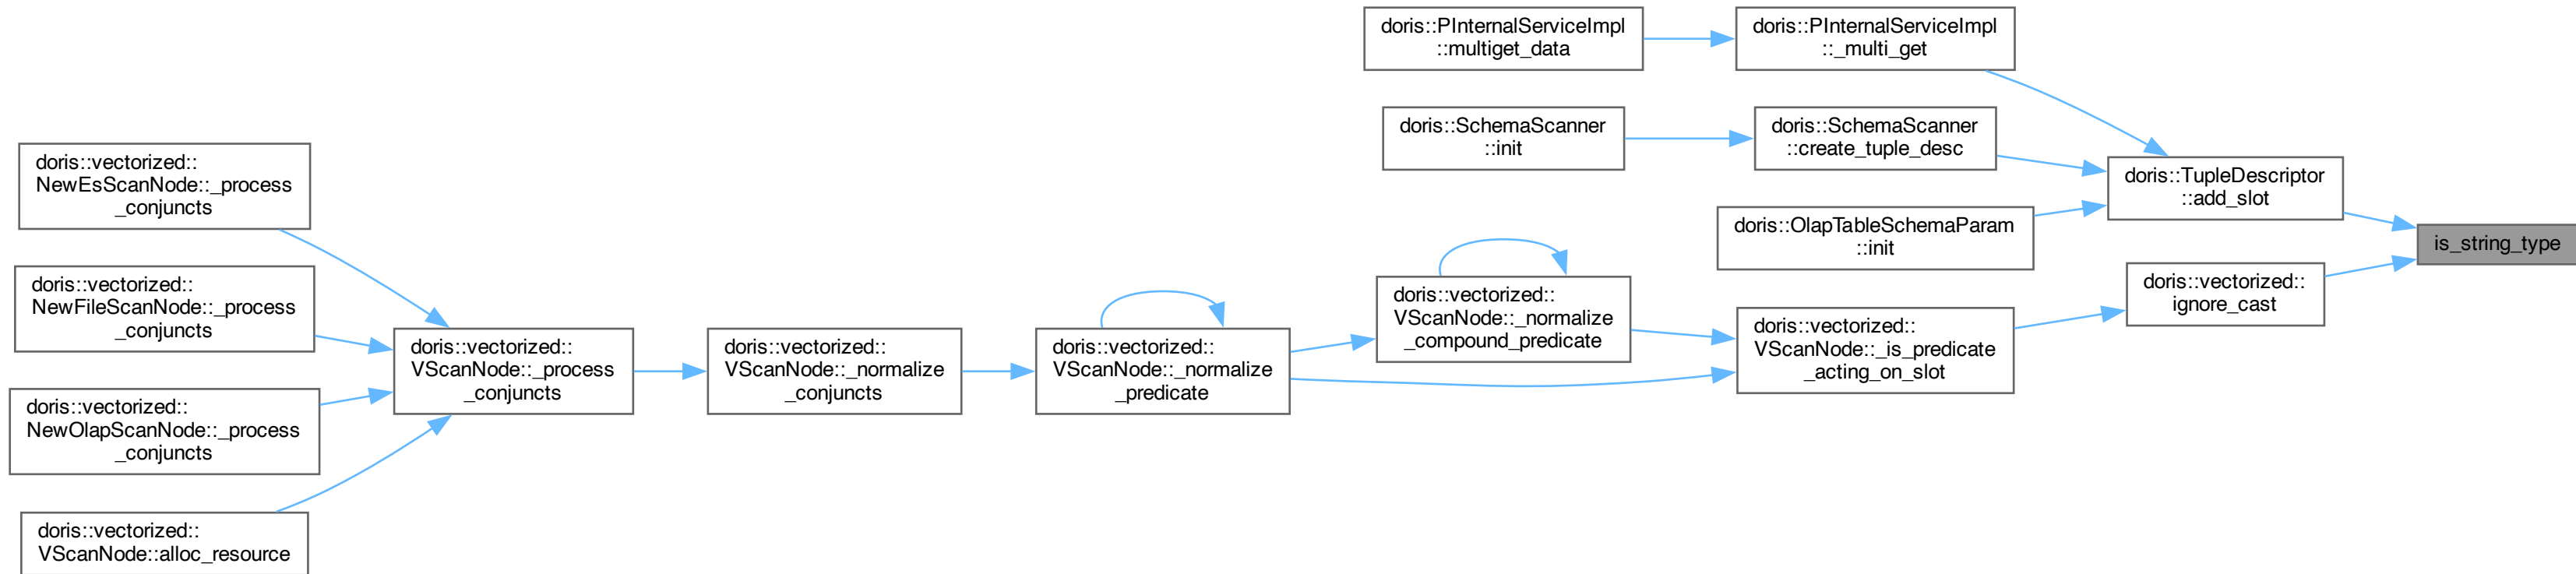 doris::vectorized::
NewEsScanNode::_process
_conjuncts
doris::vectorized::
NewFileScanNode::_process
_conjuncts
doris::vectorized::
NewOlapScanNode::_process
_conjuncts
doris::vectorized::
VScanNode::alloc_resource
doris::vectorized::
VScanNode::_process
_conjuncts
doris::vectorized::
VScanNode::_normalize
_conjuncts
doris::vectorized::
VScanNode::_normalize
_predicate
doris::PInternalServiceImpl
::multiget_data
doris::SchemaScanner
::init
doris::vectorized::
VScanNode::_normalize
_compound_predicate
doris::PInternalServiceImpl
::_multi_get
doris::SchemaScanner
::create_tuple_desc
doris::OlapTableSchemaParam
::init
doris::vectorized::
VScanNode::_is_predicate
_acting_on_slot
doris::TupleDescriptor
::add_slot
doris::vectorized::
ignore_cast
is_string_type